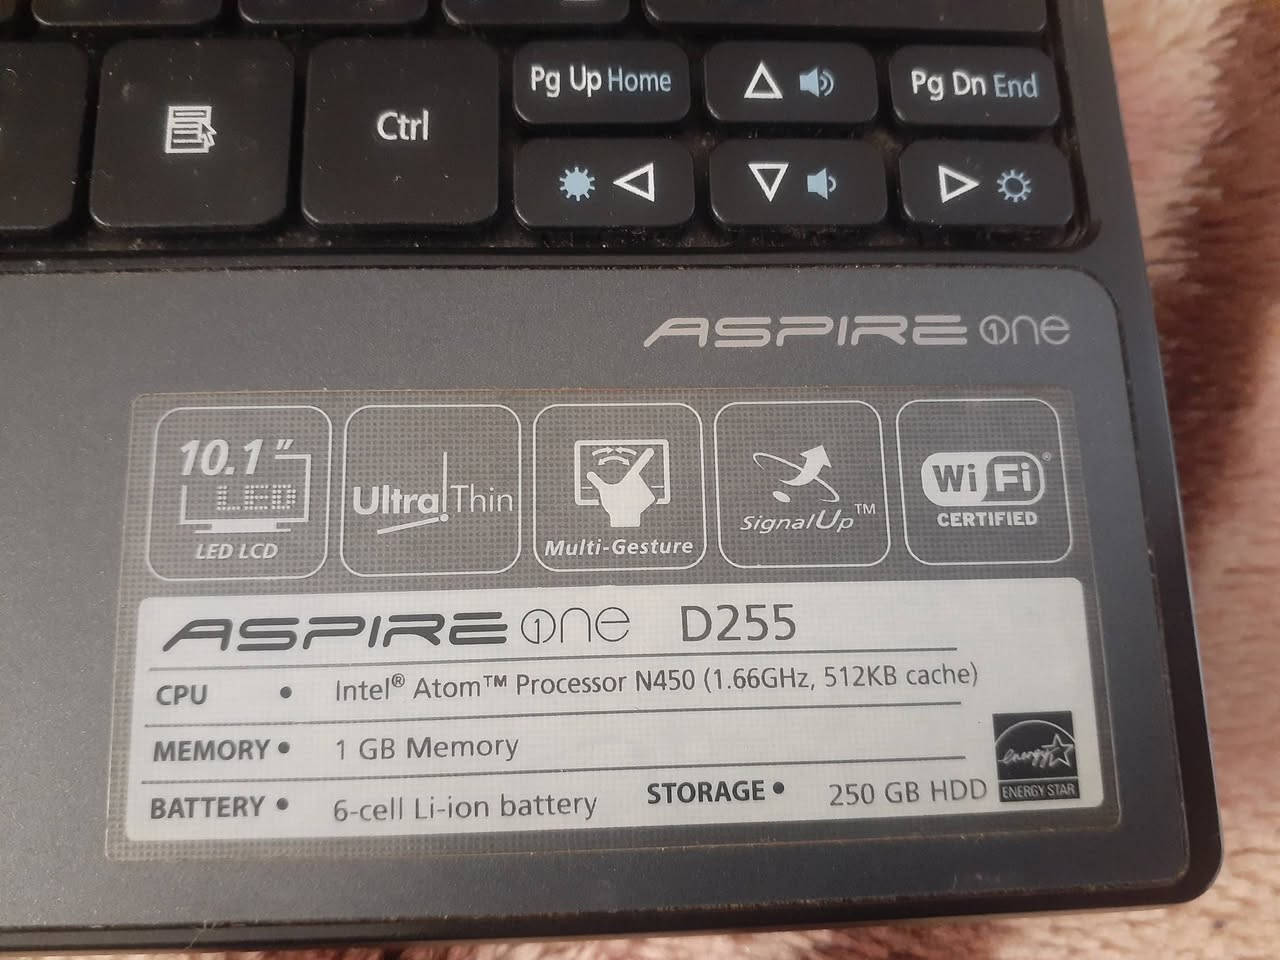 Pg Up Home
Pg Dn End
Ctrl
ASPIRE one
10.1"
LED
LED LCD
UltraThin
Multi-Gesture
SignalUp™
Wi Fi®
CERTIFIED
ASPIRE one D255
CPU • Intel® Atom™ Processor N450 (1.66GHz, 512KB cache)
MEMORY • 1 GB Memory
BATTERY • 6-cell Li-ion battery
STORAGE • 250 GB HDD
energy
ENERGY STAR